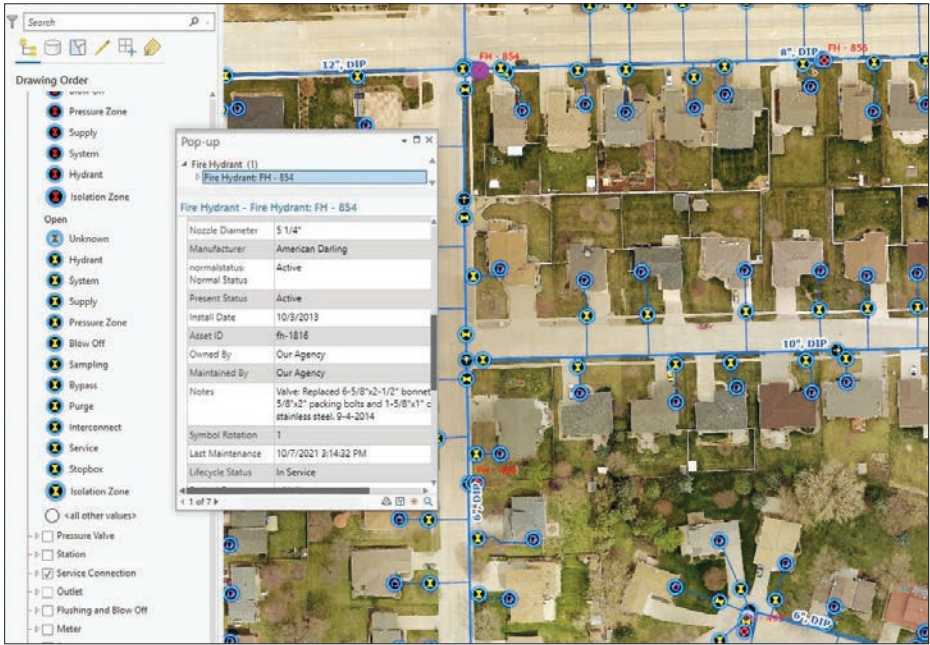 Search
Drawing Order
Blow Off
Pressure Zone
Supply
System
Hydrant
Isolation Zone
Open
Unknown
Hydrant
System
Supply
Pressure Zone
Blow Off
Sampling
Bypass
Purge
Interconnect
Service
Stopbox
Isolation Zone
<all other values>
Pressure Valve
Station
Service Connection
Outlet
Flushing and Blow Off
Meter
Pop-up
Fire Hydrant (1)
Fire Hydrant: FH - 854
Fire Hydrant - Fire Hydrant: FH - 854
Nozzle Diameter 5 1/4"
Manufacturer American Darling
normalstatus: Active
Normal Status
Present Status Active
Install Date 10/3/2013
Asset ID fh-1816
Owned By Our Agency
Maintained By Our Agency
Notes Valve: Replaced 6-5/8"x2-1/2" bonnet
5/8"x2" packing bolts and 1-5/8"x1" c
stainless steel. 9-4-2014
Symbol Rotation 1
Last Maintenance 10/7/2021 3:14:32 PM
Lifecycle Status In Service
1 of 7
12", DIP
FH - 854
8", DIP
10", DIP
6", DIP
6", DIP